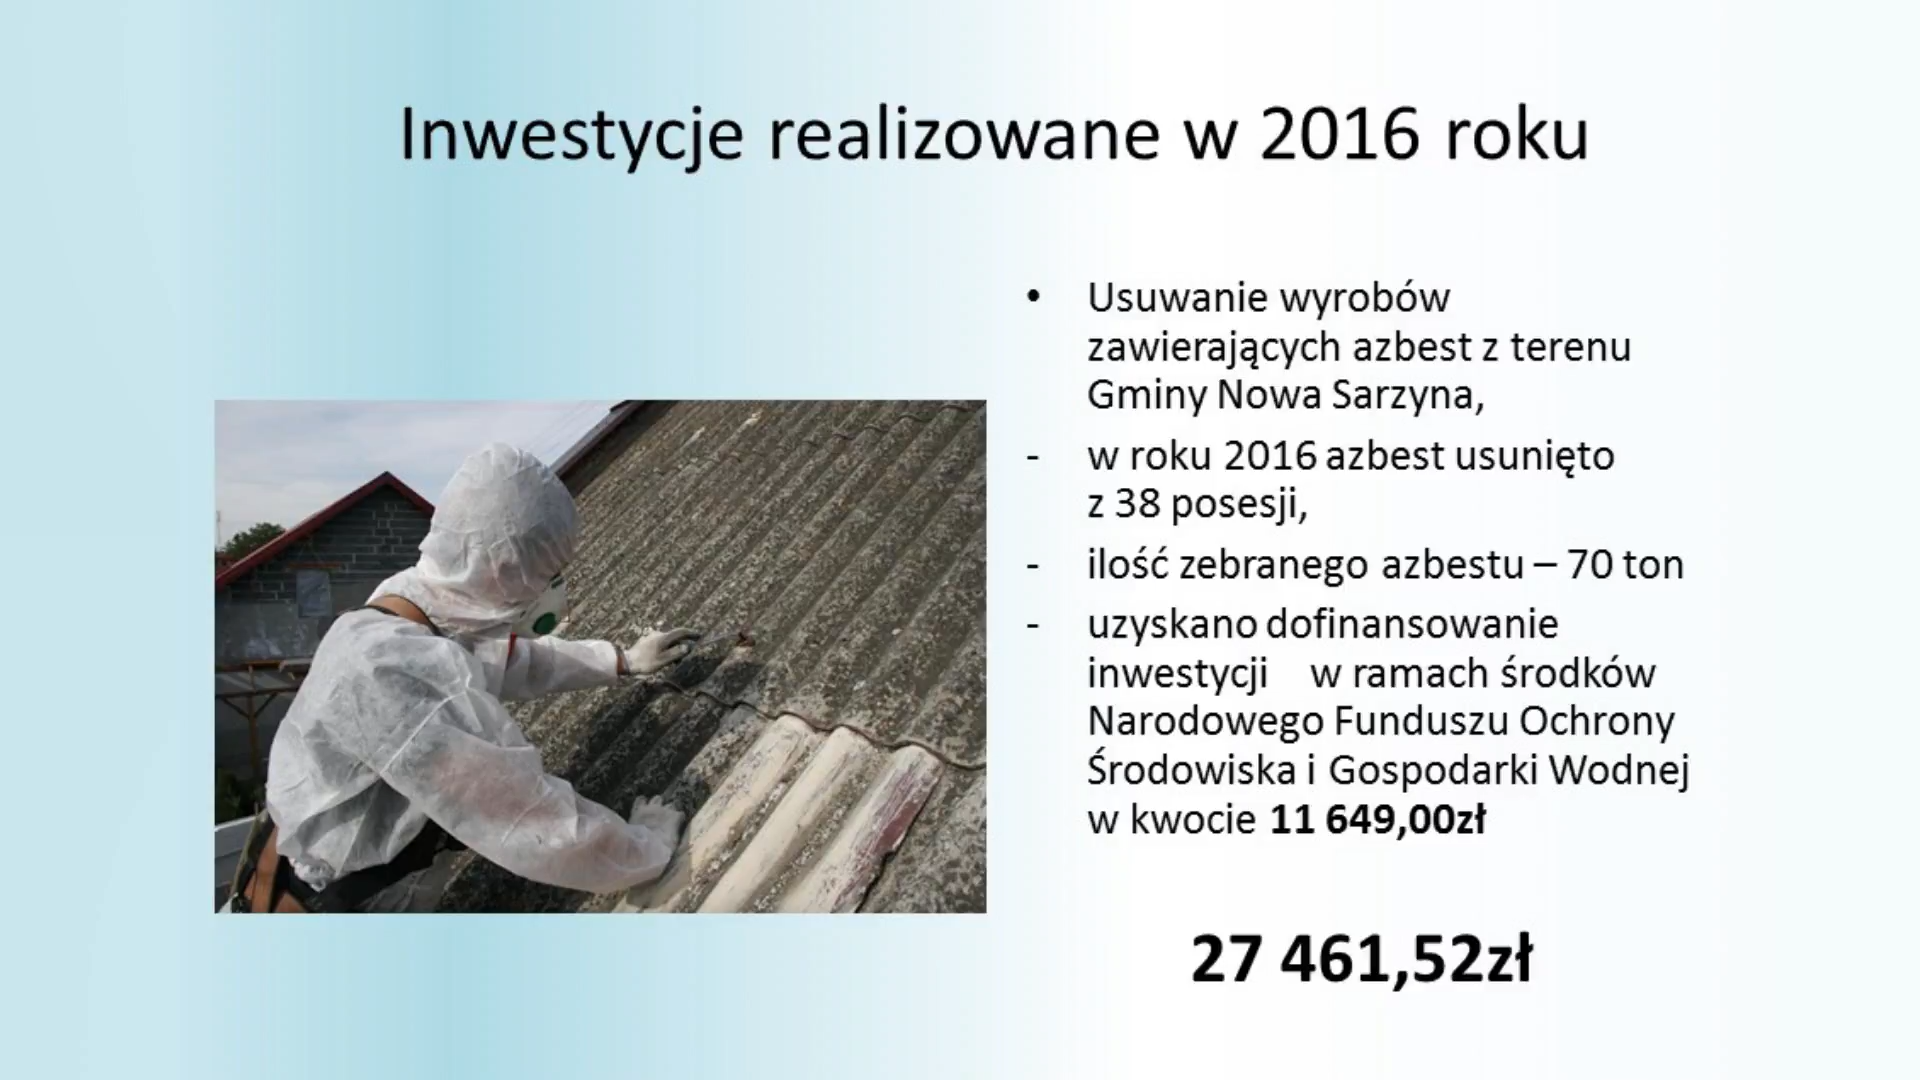 Inwestycje realizowane w 2016 roku
• Usuwanie wyrobów
zawierających azbest z terenu
Gminy Nowa Sarzyna,
- w roku 2016 azbest usunięto
z 38 posesji,
- ilość zebranego azbestu – 70 ton
- uzyskano dofinansowanie
inwestycji w ramach środków
Narodowego Funduszu Ochrony
Środowiska i Gospodarki Wodnej
w kwocie 11 649,00zł
27 461,52zł